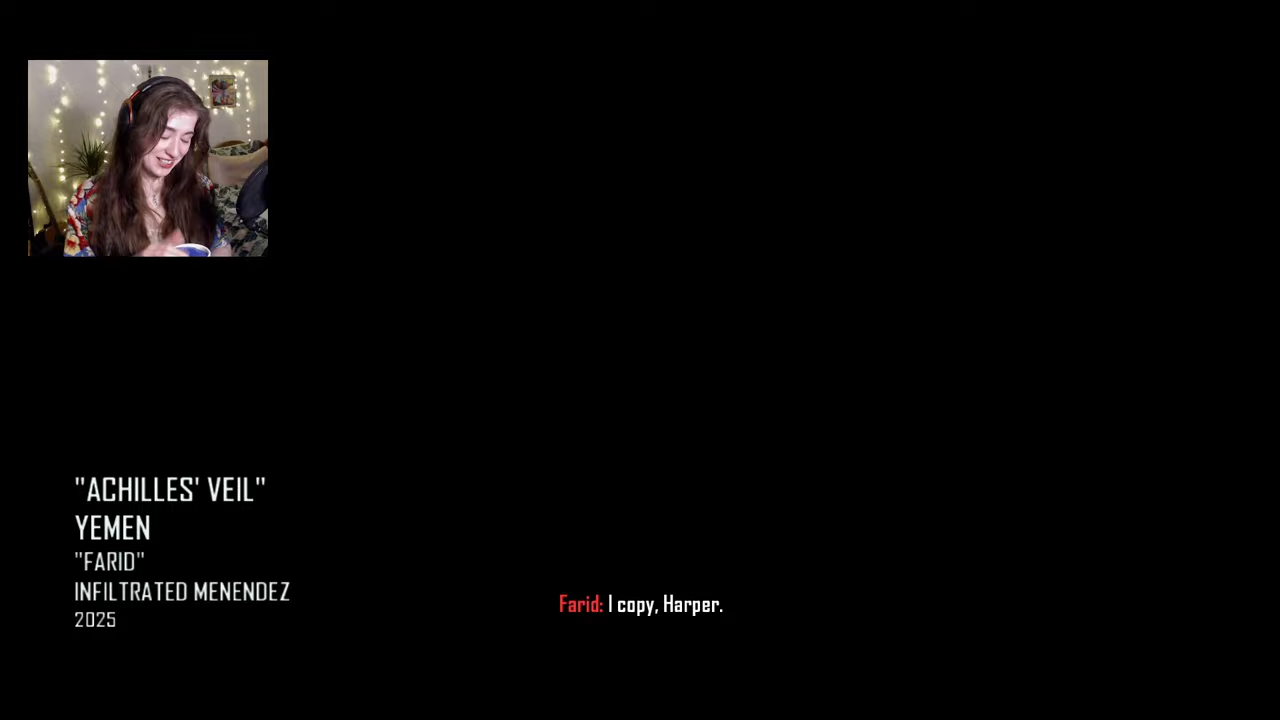 "ACHILLES' VEIL"
YEMEN
"FARID"
INFILTRATED MENENDEZ
2025
Farid: I copy, Harper.